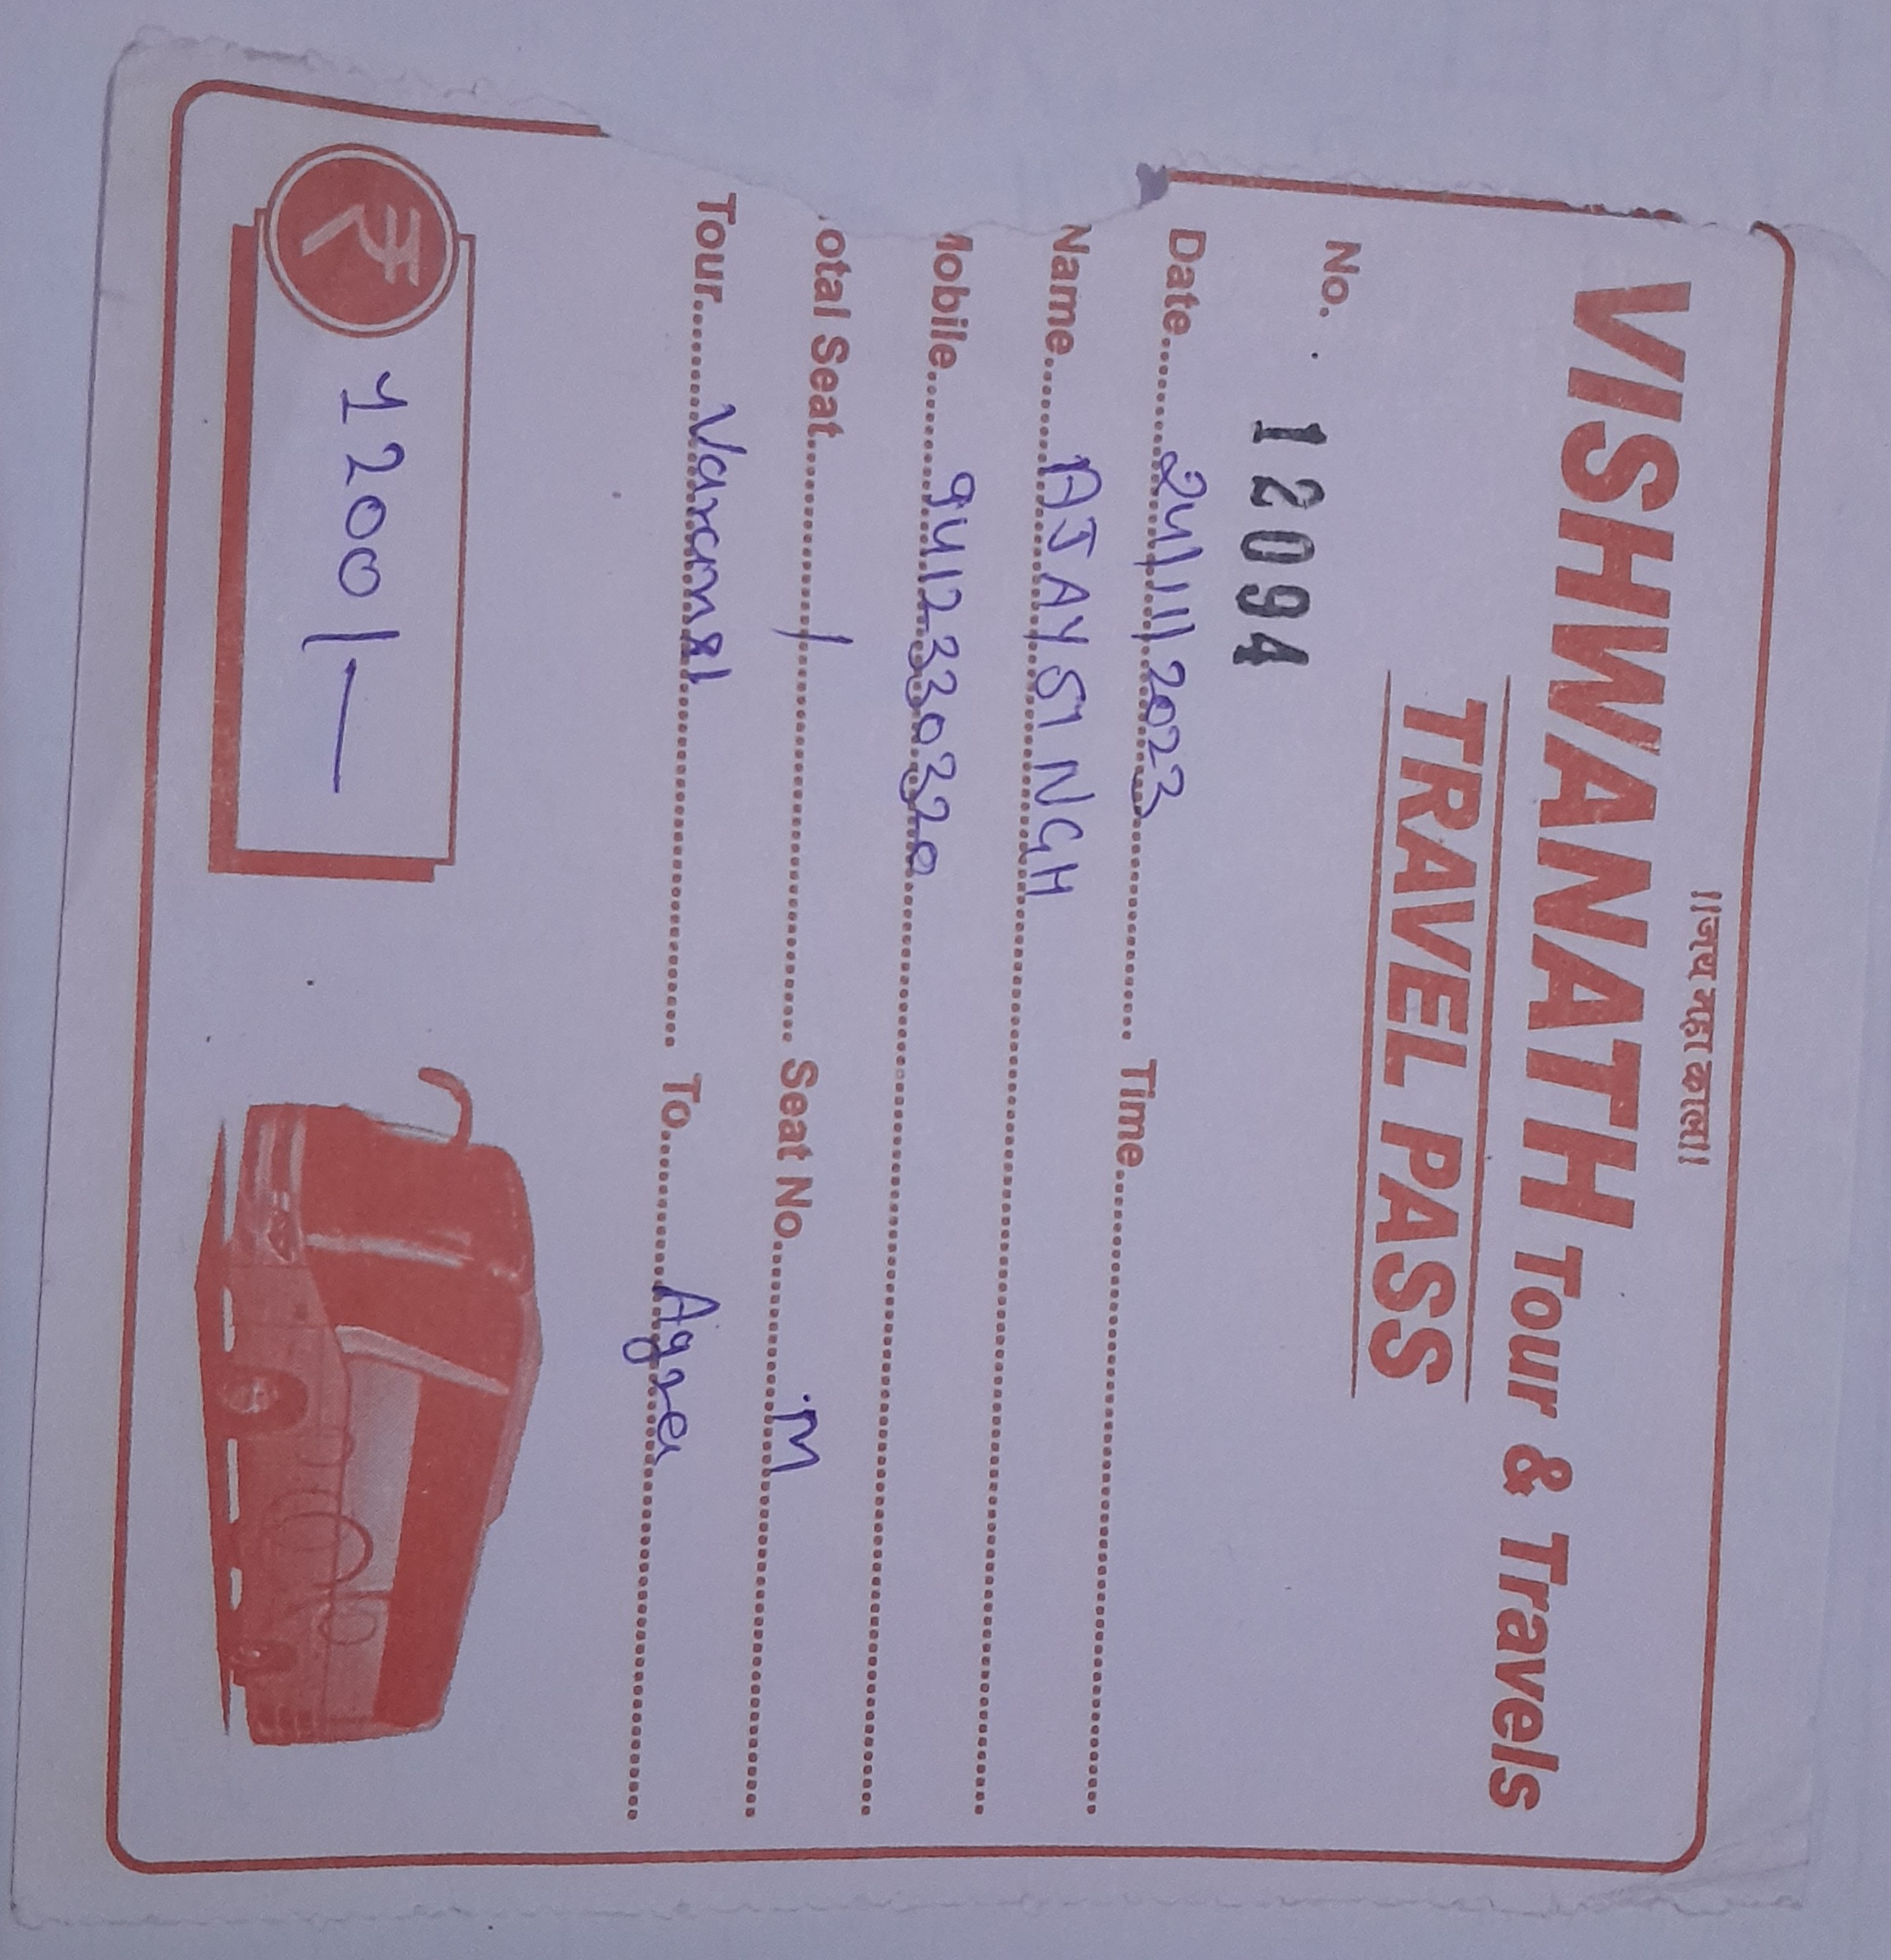 ।।जय महाकाल।।
VISHWANATH Tour & Travels
TRAVEL PASS
No. 12094
Date 24/11/2023 Time
Name AJAY SINGH
Mobile 9412330320
otal Seat 1 Seat No. M
Tour Varanasi To Agra
₹ 1200/-